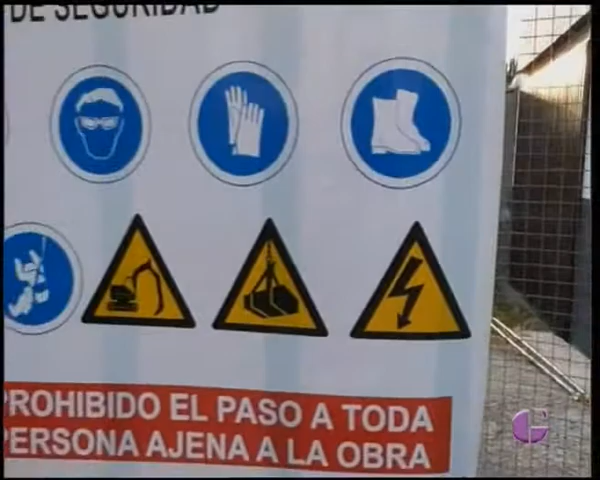 DE SEGURIDAD
PROHIBIDO EL PASO A TODA
PERSONA AJENA A LA OBRA